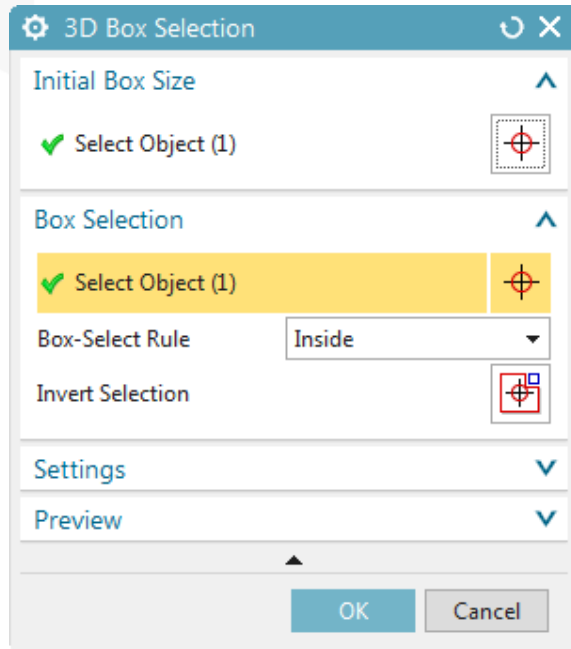 3D Box Selection
Initial Box Size
Select Object (1)
Box Selection
Select Object (1)
Box-Select Rule Inside
Invert Selection
Settings
Preview
OK Cancel